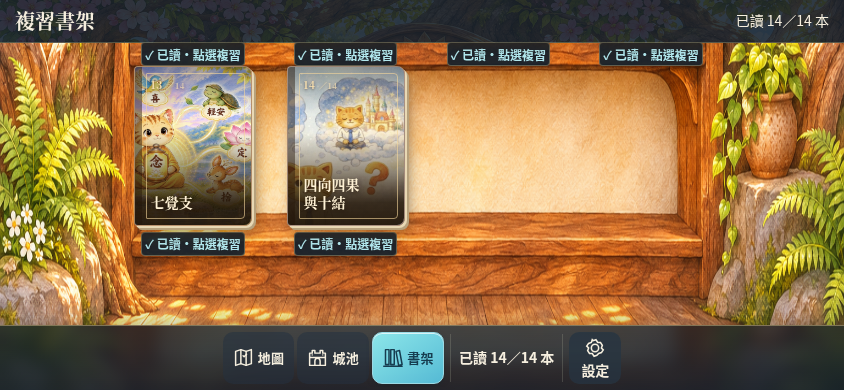 複習書架
已讀 14／14 本
✓ 已讀・點選複習
✓ 已讀・點選複習
✓ 已讀・點選複習
✓ 已讀・點選複習
13／14
喜
輕安
念
定
捨
七覺支
✓ 已讀・點選複習
14／14
四向四果
與十結
✓ 已讀・點選複習
地圖
城池
書架
已讀 14／14 本
設定